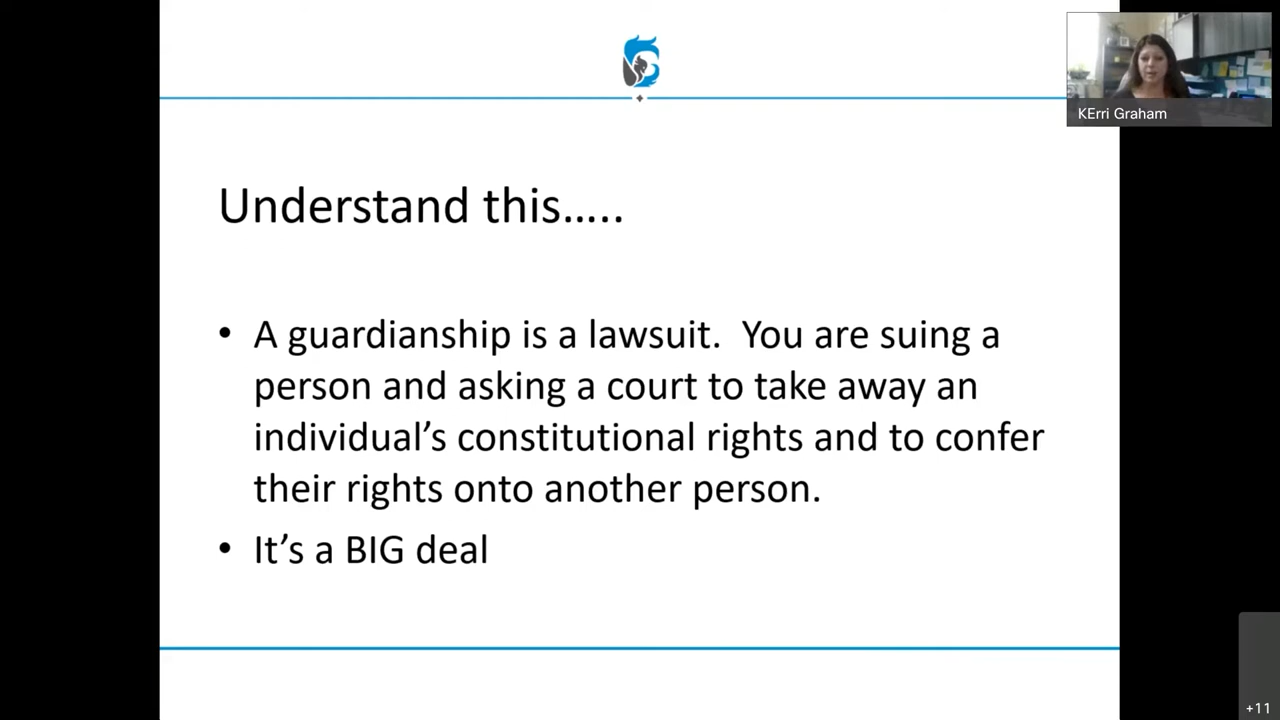 KErri Graham
Understand this.....
• A guardianship is a lawsuit.  You are suing a
person and asking a court to take away an
individual’s constitutional rights and to confer
their rights onto another person.
• It’s a BIG deal
+11